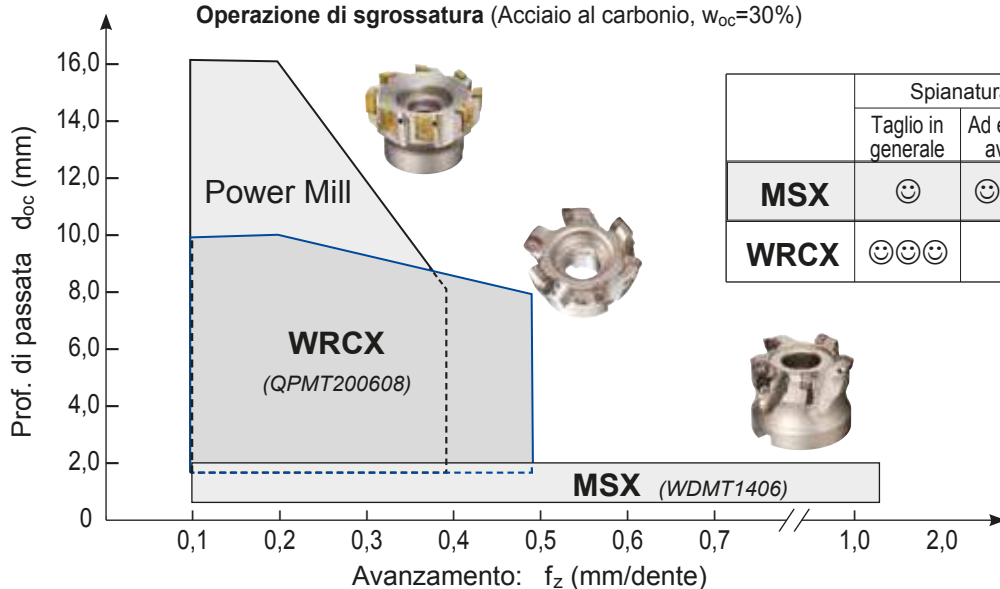 Operazione di sgrossatura (Acciaio al carbonio, woc=30%)
Prof. di passata doc (mm)
16,0
14,0
12,0
10,0
8,0
6,0
4,0
2,0
0
Power Mill
WRCX
(QPMT200608)
MSX (WDMT1406)
0,1 0,2 0,3 0,4 0,5 0,6 0,7 1,0 2,0
Avanzamento: fz (mm/dente)
Spianatura
Taglio in
generale
Ad
MSX
WRCX